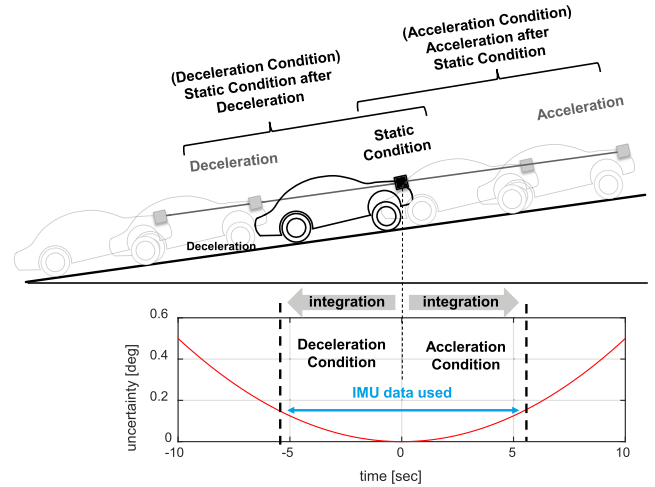 (Acceleration Condition)
Acceleration after
Static Condition
(Deceleration Condition)
Static Condition after
Deceleration
Static
Condition
Acceleration
Deceleration
Deceleration
integration
integration
0.6
0.4
0.2
0
uncertainty [deg]
Deceleration
Condition
Accleration
Condition
IMU data used
-10
-5
0
5
10
time [sec]